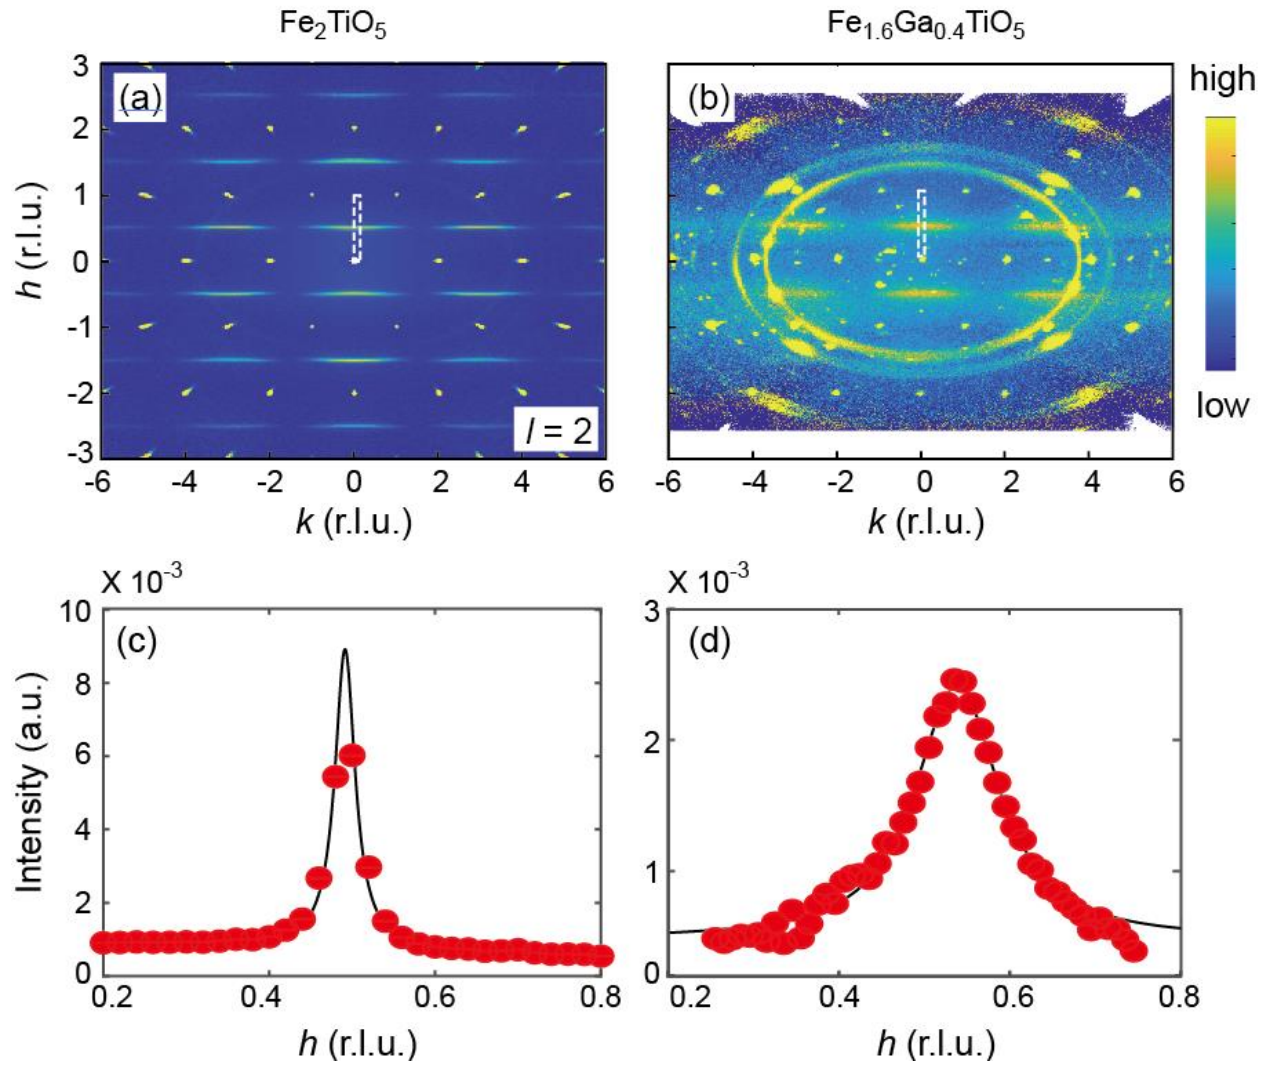 Fe2TiO5
Fe1.6Ga0.4TiO5
(a)
(b)
high
low
3
2
1
0
-1
-2
-3
h (r.l.u.)
l = 2
-6 -4 -2 0 2 4 6
-6 -4 -2 0 2 4 6
k (r.l.u.)
k (r.l.u.)
X 10-3
X 10-3
(c)
(d)
10
8
6
4
2
0
Intensity (a.u.)
3
2
1
0
0.2 0.4 0.6 0.8
0.2 0.4 0.6 0.8
h (r.l.u.)
h (r.l.u.)